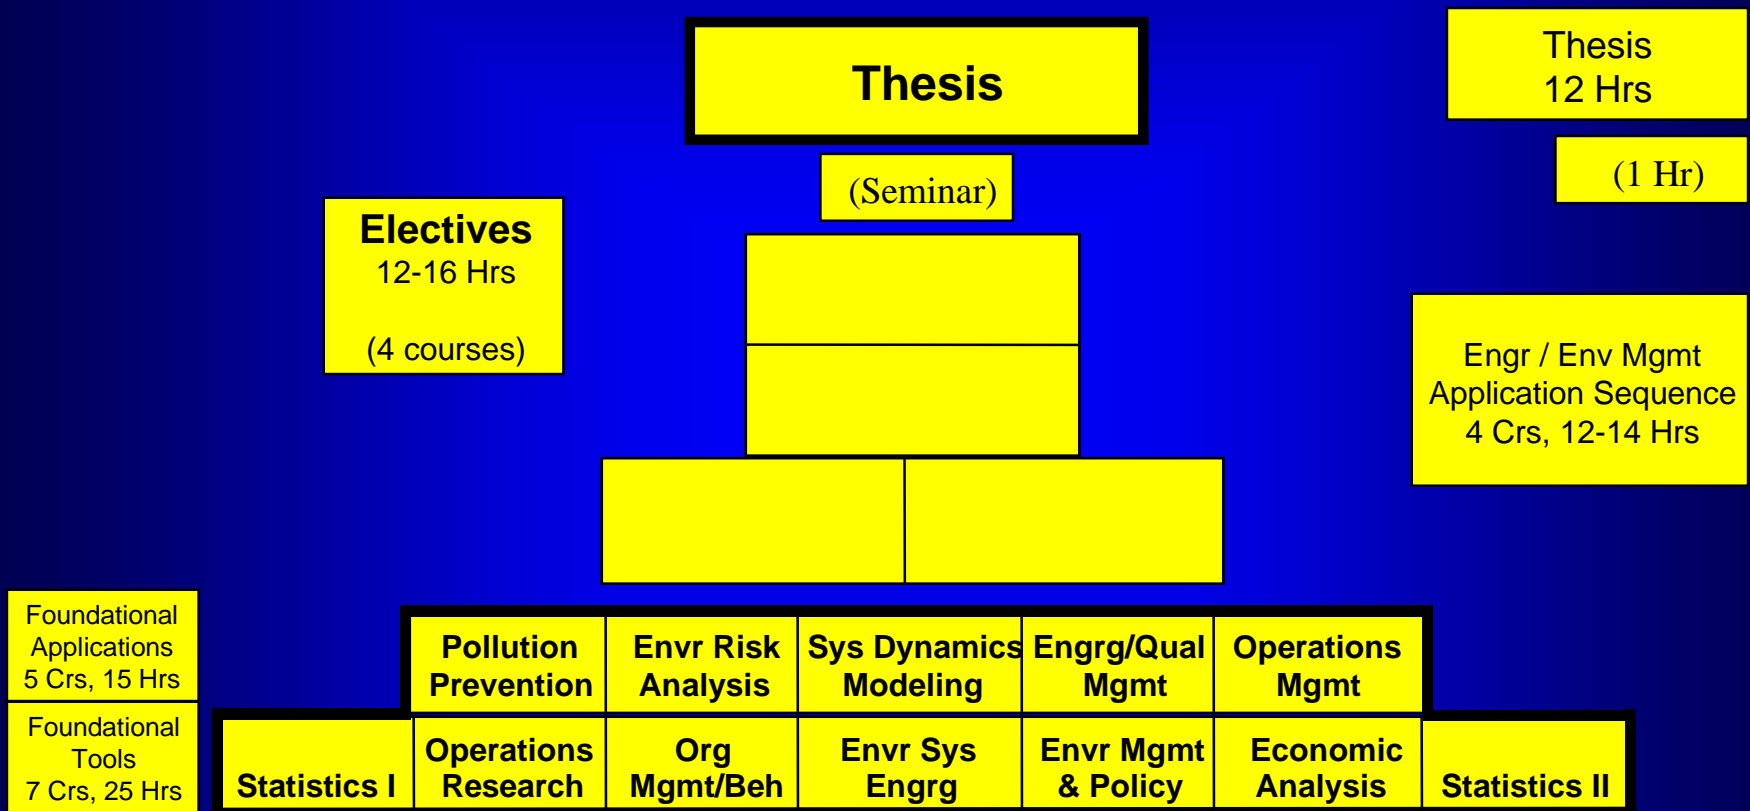 Thesis
Thesis
12 Hrs
(Seminar)
(1 Hr)
Electives
12-16 Hrs
(4 courses)
Engr / Env Mgmt
Application Sequence
4 Crs, 12-14 Hrs
Foundational
Applications
5 Crs, 15 Hrs
Pollution
Prevention
Envr Risk
Analysis
Sys Dynamics
Modeling
Engrg/Qual
Mgmt
Operations
Mgmt
Foundational
Tools
7 Crs, 25 Hrs
Statistics I
Operations
Research
Org
Mgmt/Beh
Envr Sys
Engrg
Envr Mgmt
& Policy
Economic
Analysis
Statistics II